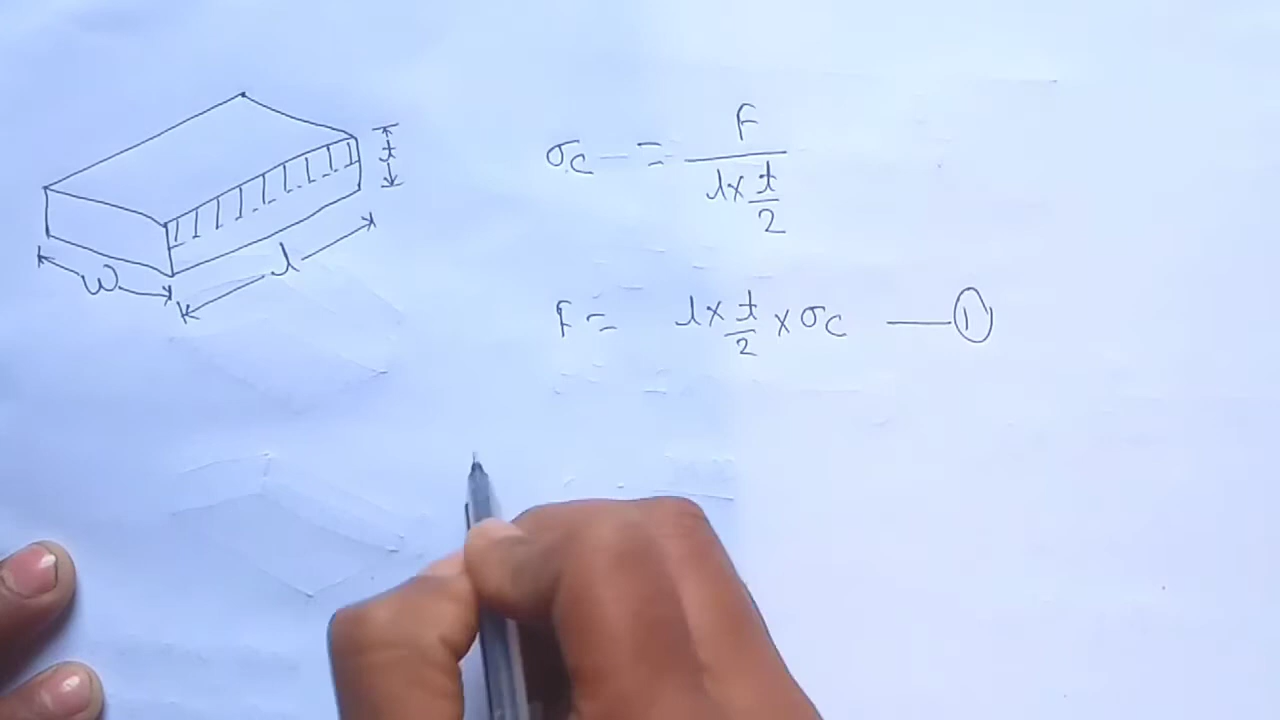 σc = F / l × t/2
F = l × t/2 × σc — 1
t
l
w